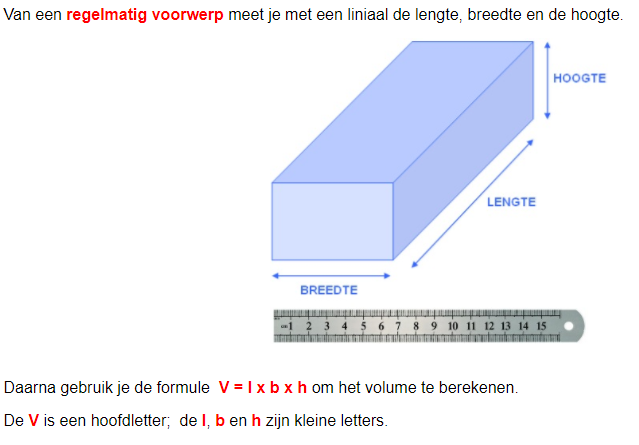 Van een regelmatig voorwerp meet je met een liniaal de lengte, breedte en de hoogte.
HOOGTE
LENGTE
BREEDTE
cm 1 2 3 4 5 6 7 8 9 10 11 12 13 14 15
Daarna gebruik je de formule V = l x b x h om het volume te berekenen.
De V is een hoofdletter; de l, b en h zijn kleine letters.